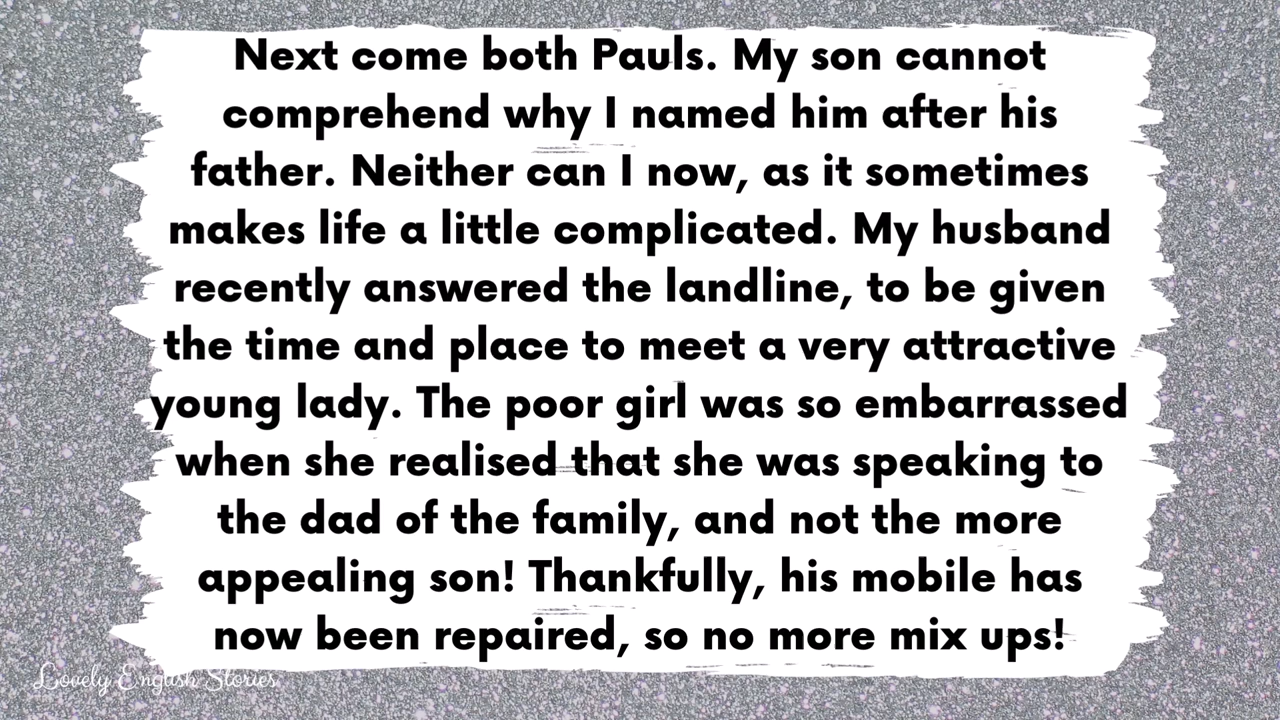 Next come both Pauls. My son cannot
comprehend why I named him after his
father. Neither can I now, as it sometimes
makes life a little complicated. My husband
recently answered the landline, to be given
the time and place to meet a very attractive
young lady. The poor girl was so embarrassed
when she realised that she was speaking to
the dad of the family, and not the more
appealing son! Thankfully, his mobile has
now been repaired, so no more mix ups!
English Stories